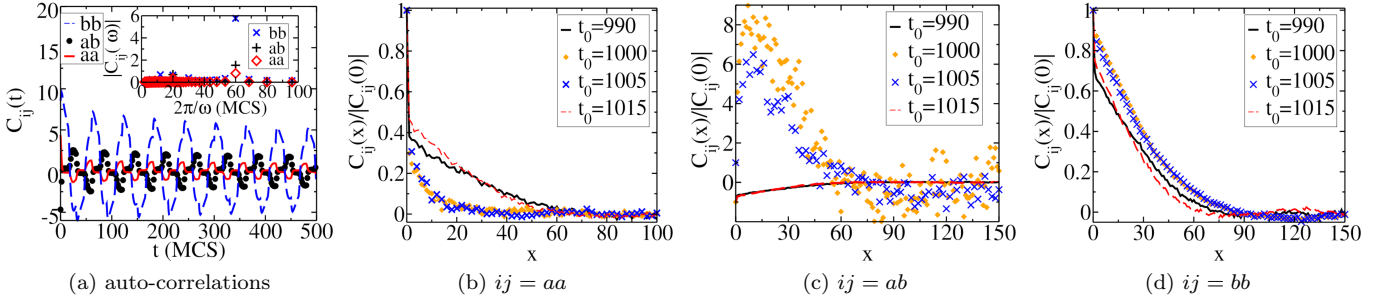 20
15
10
5
0
-5
C_ij(t)
bb
ab
aa
|C_ij(ω)|
6
4
2
0
bb
ab
aa
0 20 40 60 80 100
2π/ω (MCS)
0 100 200 300 400 500
t (MCS)
(a) auto-correlations
C_ij(x)/|C_ij(0)|
1
0.8
0.6
0.4
0.2
0
t_0=990
t_0=1000
t_0=1005
t_0=1015
0 20 40 60 80 100
x
(b) ij = aa
C_ij(x)/|C_ij(0)|
8
6
4
2
0
t_0=990
t_0=1000
t_0=1005
t_0=1015
0 30 60 90 120 150
x
(c) ij = ab
C_ij(x)/|C_ij(0)|
1
0.8
0.6
0.4
0.2
0
t_0=990
t_0=1000
t_0=1005
t_0=1015
0 30 60 90 120 150
x
(d) ij = bb